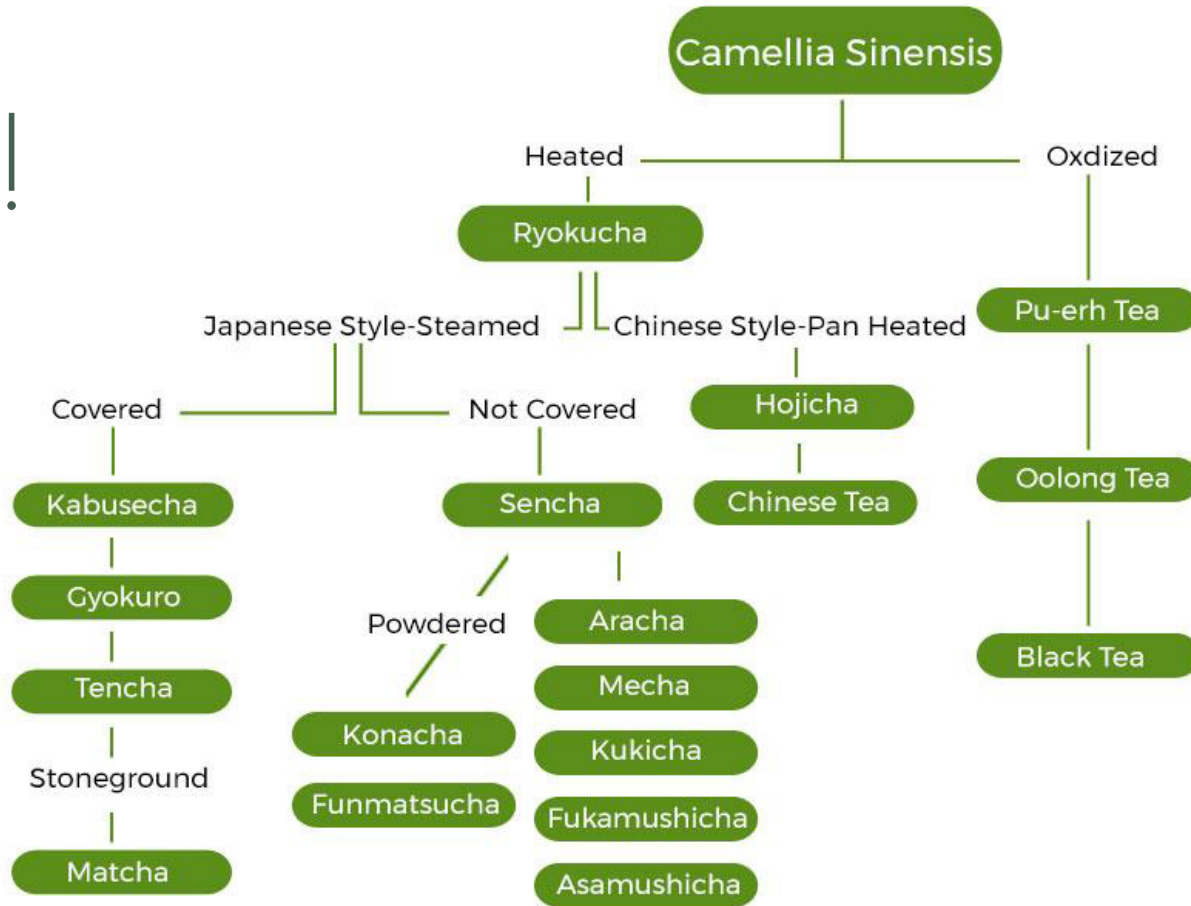 Camellia Sinensis
!
Heated
Oxdized
Ryokucha
Japanese Style-Steamed
Chinese Style-Pan Heated
Pu-erh Tea
Covered
Not Covered
Hojicha
Kabusecha
Sencha
Chinese Tea
Oolong Tea
Gyokuro
Powdered
Aracha
Tencha
Mecha
Black Tea
Konacha
Kukicha
Stoneground
Funmatsucha
Fukamushicha
Matcha
Asamushicha